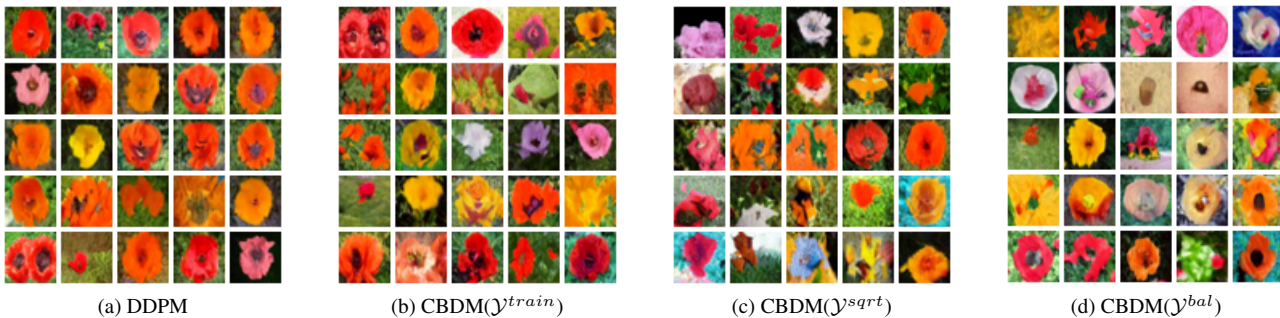 (a) DDPM
(b) CBDM(𝒴^{train})
(c) CBDM(𝒴^{sqrt})
(d) CBDM(𝒴^{bal})